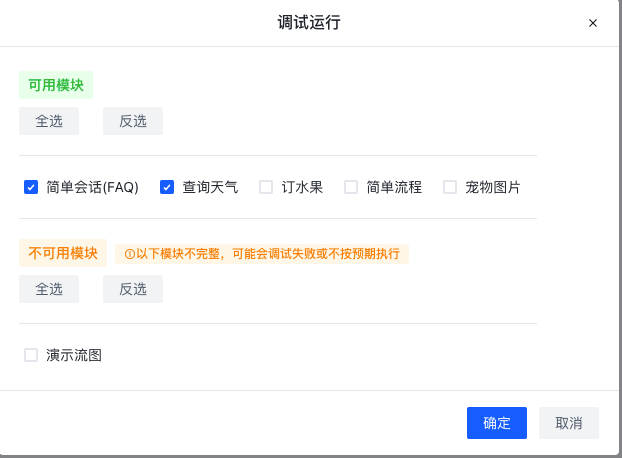 调试运行
可用模块
全选 反选
简单会话(FAQ) 查询天气 订水果 简单流程 宠物图片
不可用模块 以下模块不完整，可能会调试失败或不按预期执行
全选 反选
演示流图
确定 取消